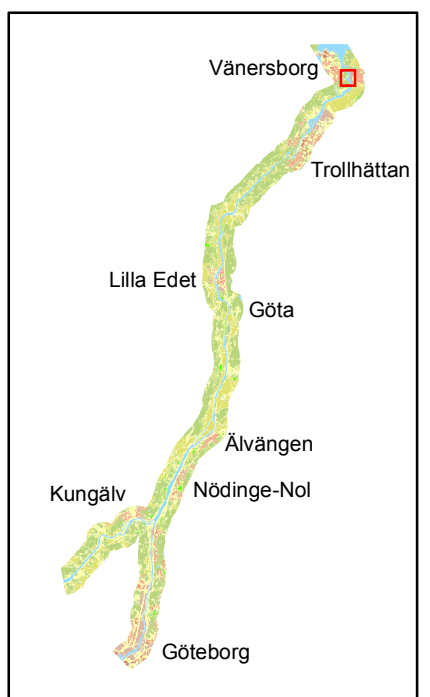 Vänersborg
Trollhättan
Lilla Edet
Göta
Älvängen
Kungälv
Nödinge-Nol
Göteborg